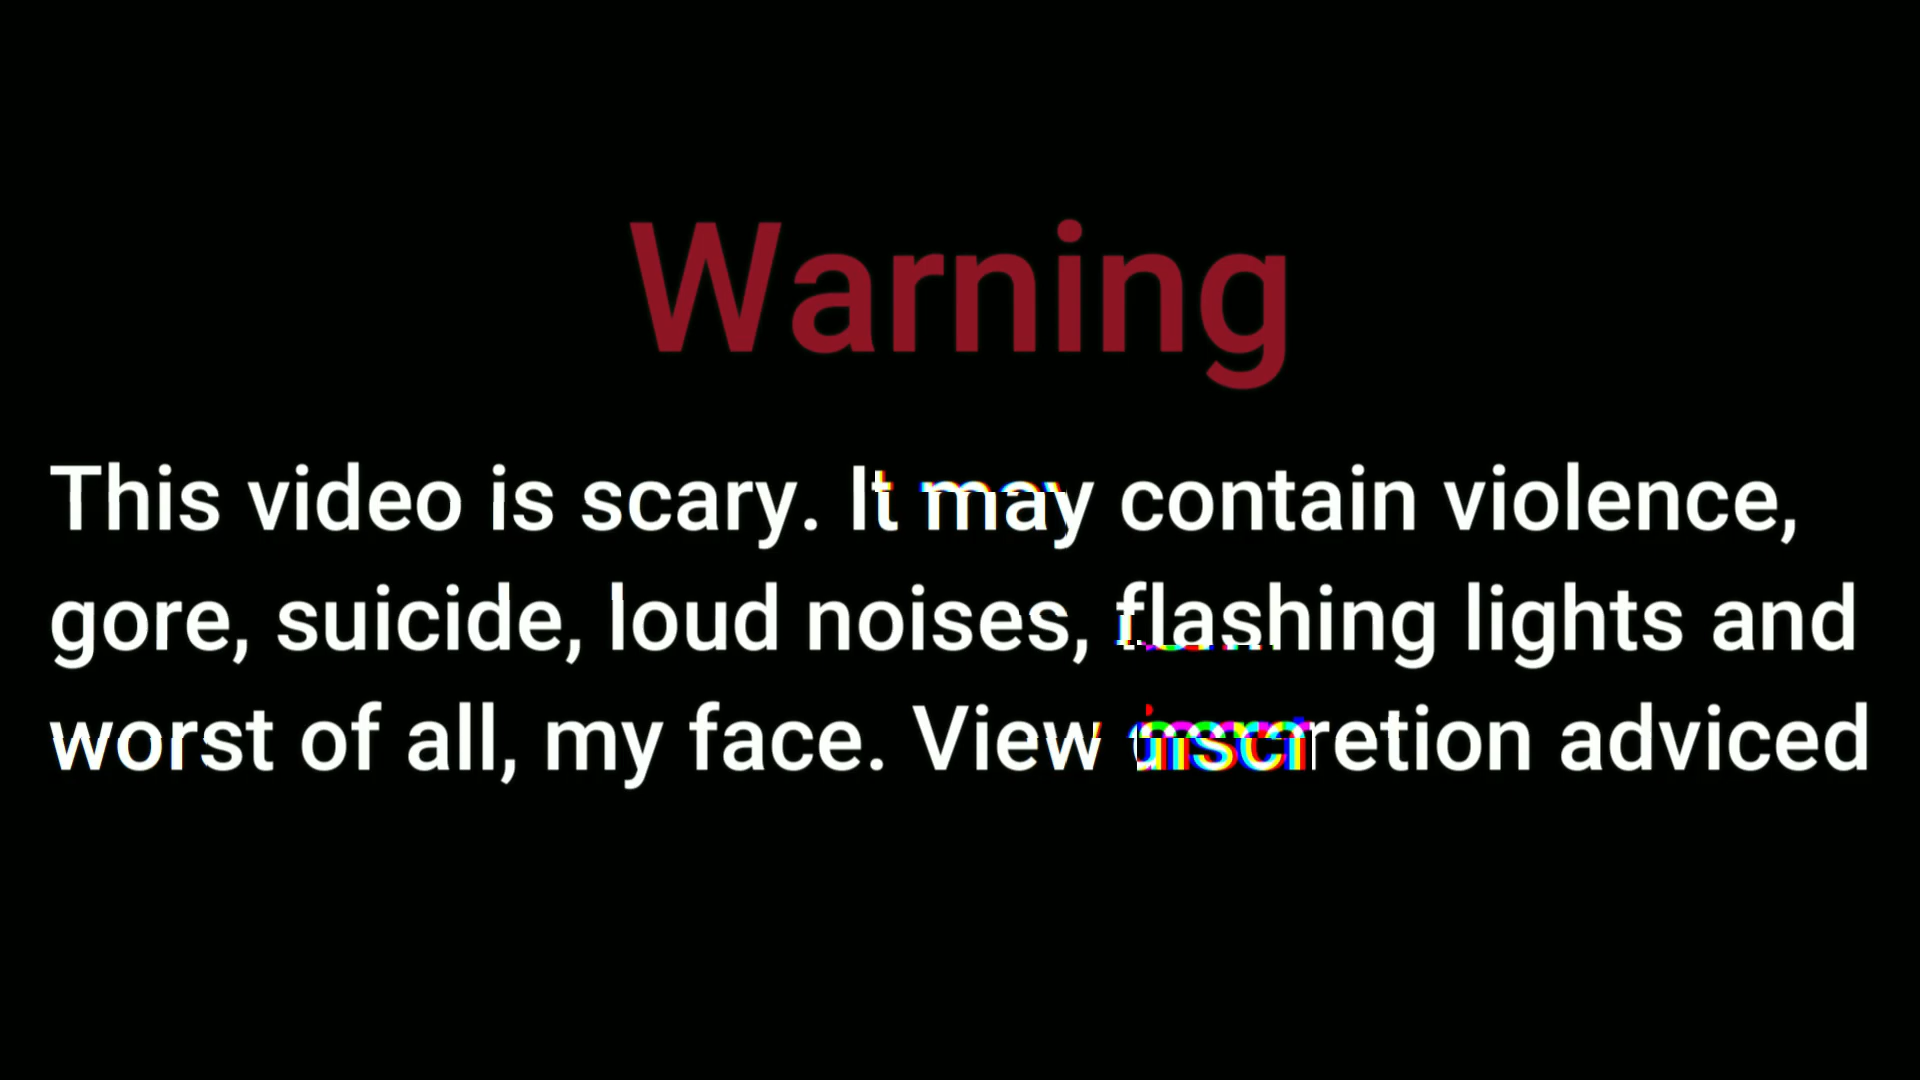 Warning
This video is scary. It may contain violence,
gore, suicide, loud noises, flashing lights and
worst of all, my face. View discretion adviced